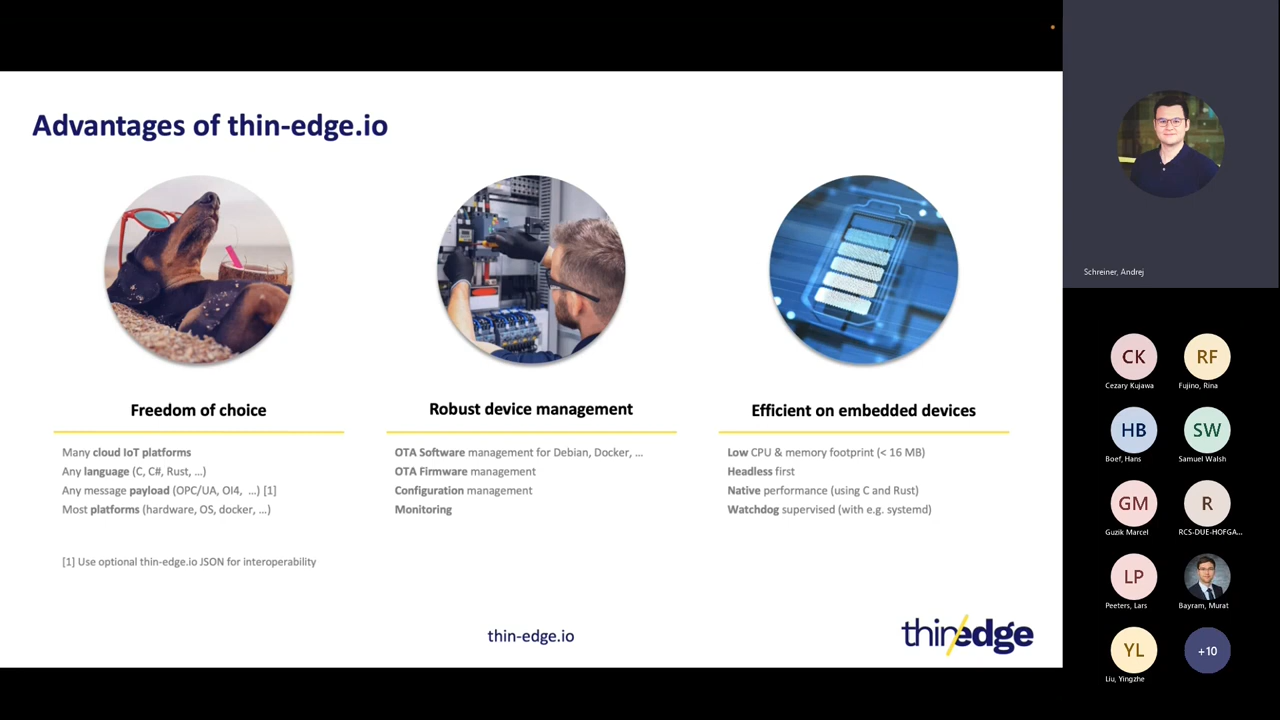 Advantages of thin-edge.io
Freedom of choice
Many cloud IoT platforms
Any language (C, C#, Rust, …)
Any message payload (OPC/UA, OI4, …) [1]
Most platforms (hardware, OS, docker, …)
[1] Use optional thin-edge.io JSON for interoperability
Robust device management
OTA Software management for Debian, Docker, …
OTA Firmware management
Configuration management
Monitoring
Efficient on embedded devices
Low CPU & memory footprint (< 16 MB)
Headless first
Native performance (using C and Rust)
Watchdog supervised (with e.g. systemd)
thin-edge.io
thin/edge
Schreiner, Andrej
CK
Cezary Kujawa
RF
Fujino, Rina
HB
Boef, Hans
SW
Samuel Walsh
GM
Guzik Marcel
R
RCS-DUE-HOFGA...
LP
Peeters, Lars
Bayram, Murat
YL
Liu, Yingzhe
+10